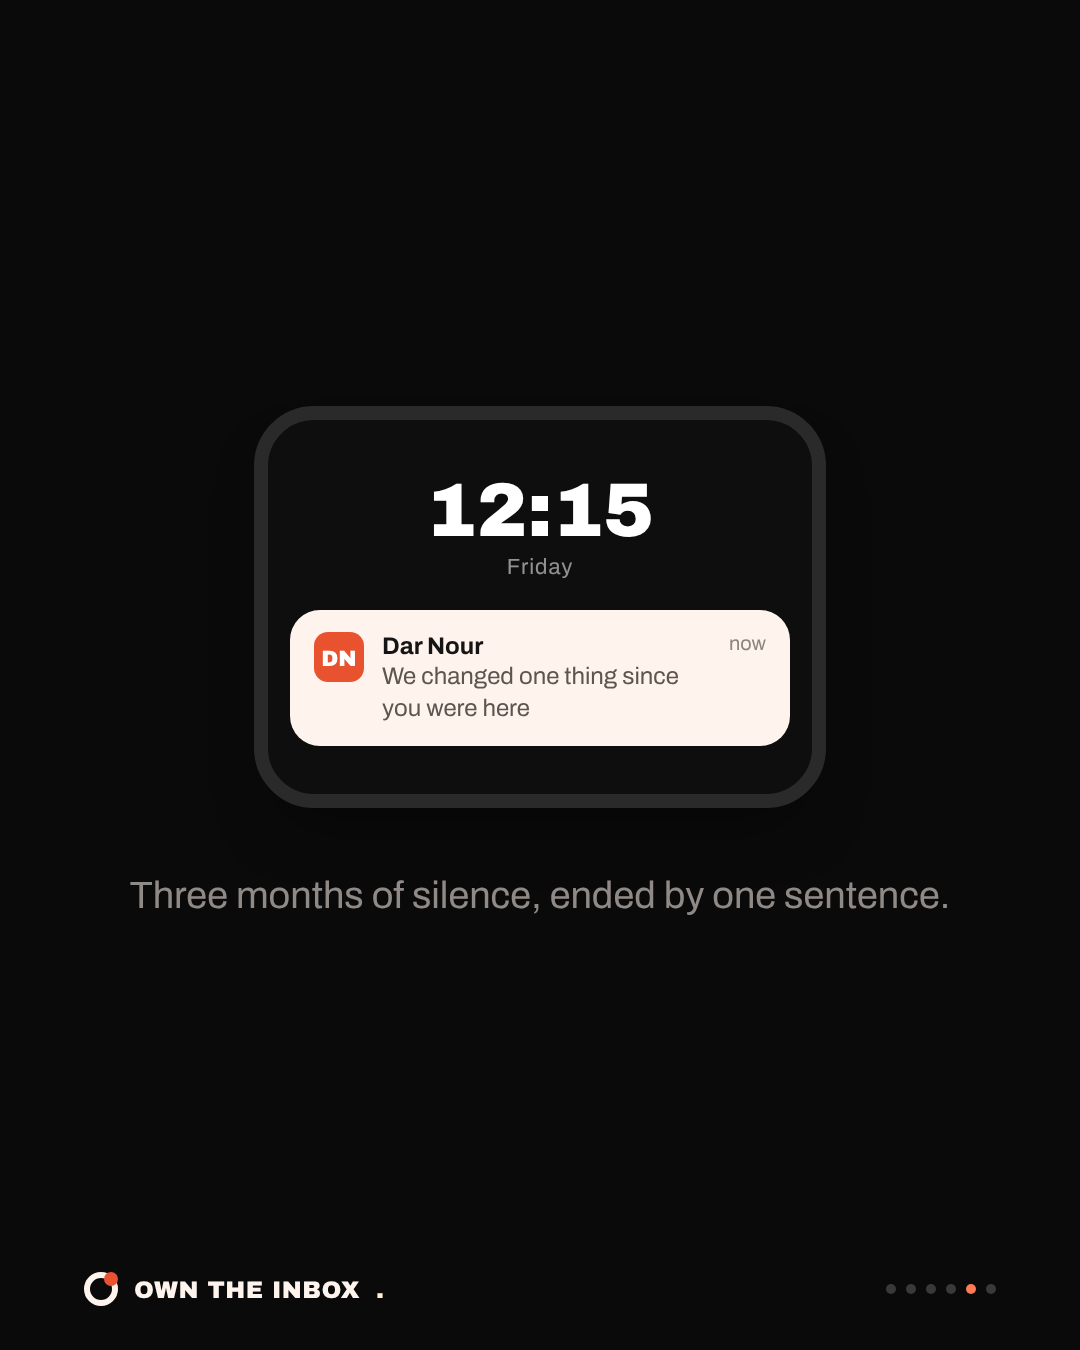 12:15
Friday
DN
Dar Nour
now
We changed one thing since
you were here
Three months of silence, ended by one sentence.
OWN THE INBOX .